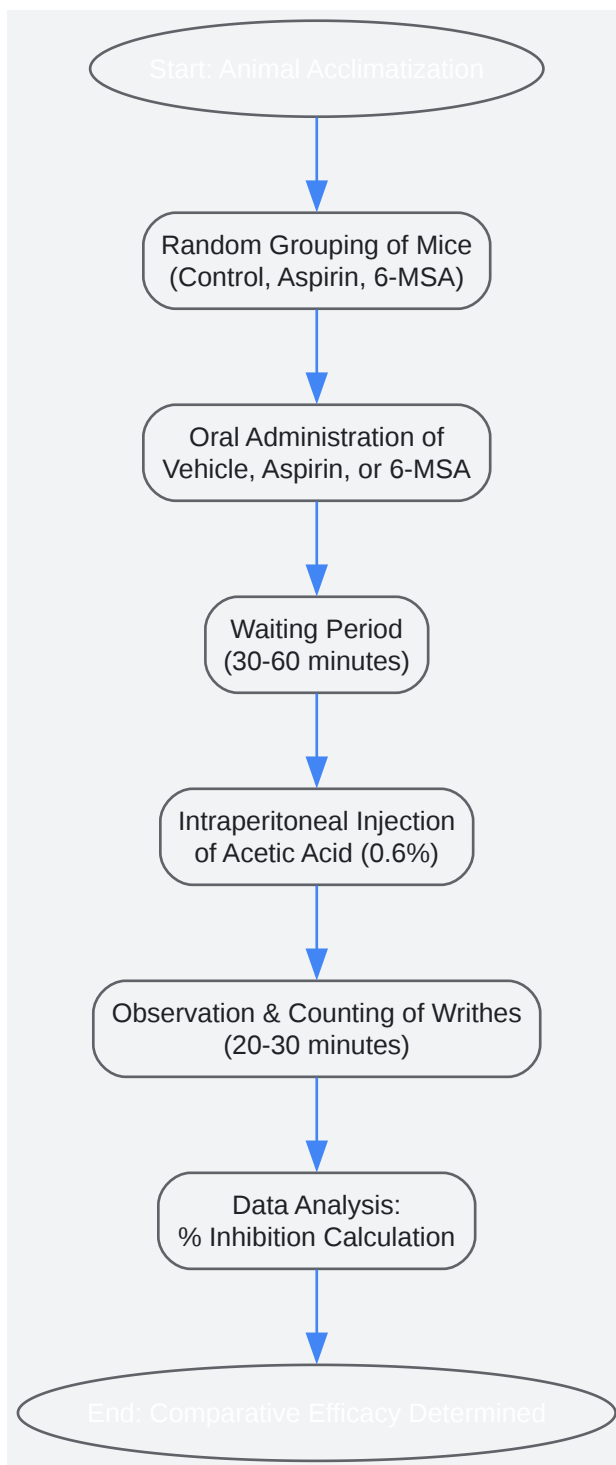 Start: Animal Acclimatization
Random Grouping of Mice
(Control, Aspirin, 6-MSA)
Oral Administration of
Vehicle, Aspirin, or 6-MSA
Waiting Period
(30-60 minutes)
Intraperitoneal Injection
of Acetic Acid (0.6%)
Observation & Counting of Writhes
(20-30 minutes)
Data Analysis:
% Inhibition Calculation
End: Comparative Efficacy Determined